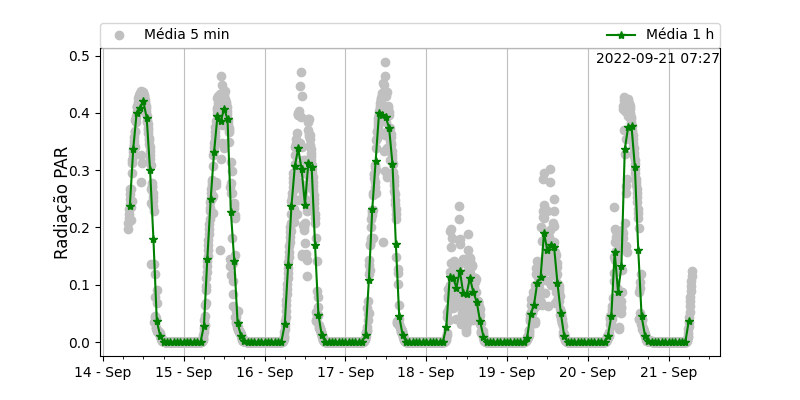 Média 5 min
Média 1 h
2022-09-21 07:27
Radiação PAR
0.5
0.4
0.3
0.2
0.1
0.0
14 - Sep
15 - Sep
16 - Sep
17 - Sep
18 - Sep
19 - Sep
20 - Sep
21 - Sep